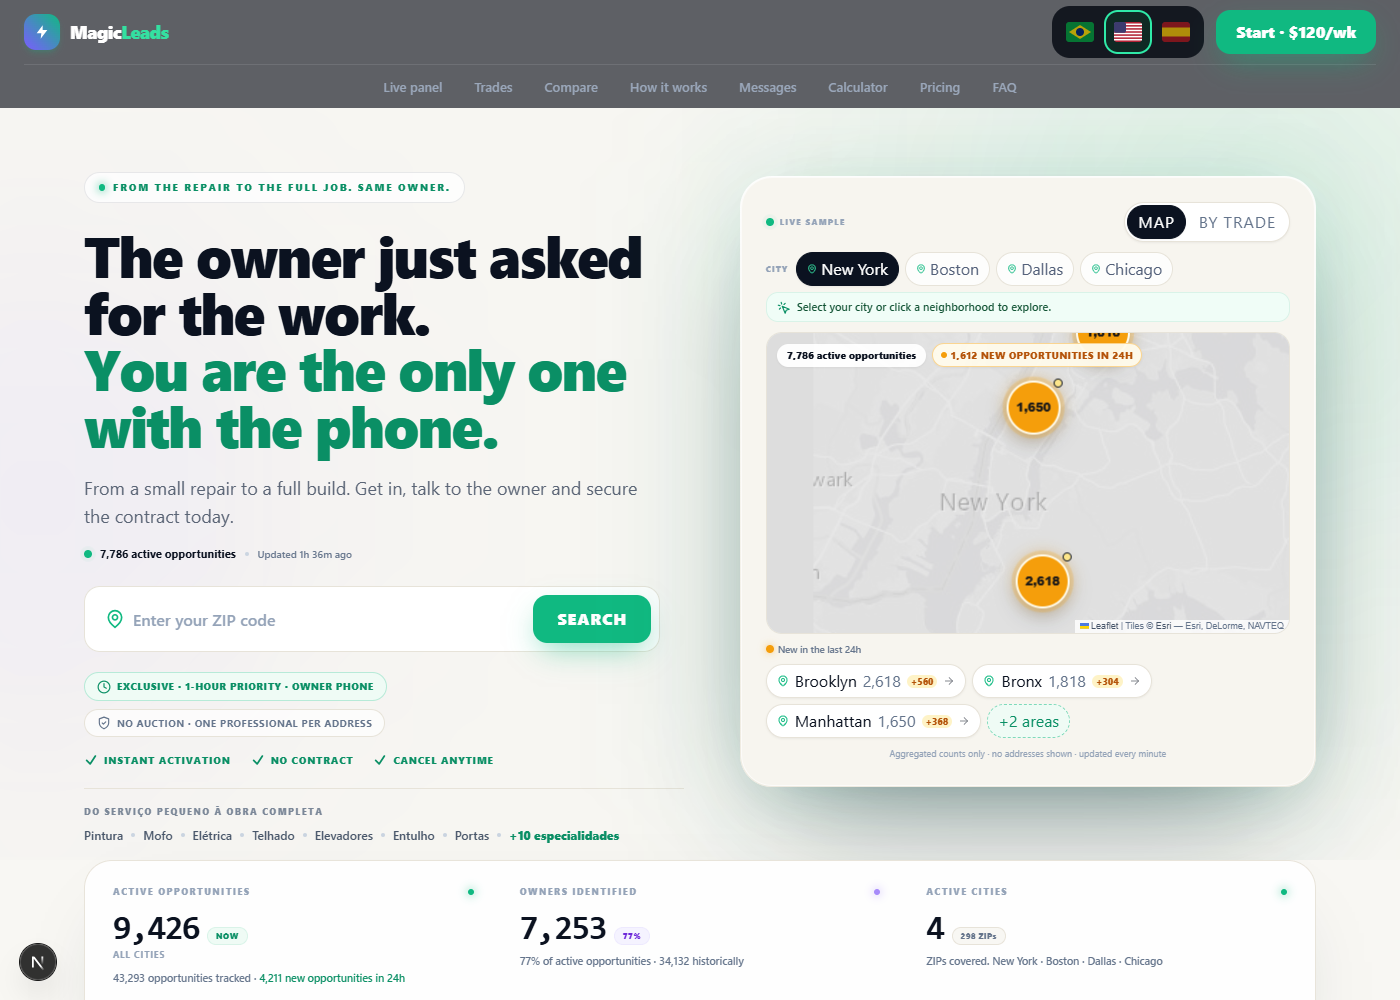 MagicLeads
Start · $120/wk
Live panel
Trades
Compare
How it works
Messages
Calculator
Pricing
FAQ
FROM THE REPAIR TO THE FULL JOB. SAME OWNER.
The owner just asked
for the work.
You are the only one
with the phone.
From a small repair to a full build. Get in, talk to the owner and secure
the contract today.
7,786 active opportunities • Updated 1h 36m ago
Enter your ZIP code
SEARCH
EXCLUSIVE · 1-HOUR PRIORITY · OWNER PHONE
NO AUCTION · ONE PROFESSIONAL PER ADDRESS
INSTANT ACTIVATION
NO CONTRACT
CANCEL ANYTIME
DO SERVIÇO PEQUENO À OBRA COMPLETA
Pintura • Mofo • Elétrica • Telhado • Elevadores • Entulho • Portas • +10 especialidades
LIVE SAMPLE
MAP
BY TRADE
CITY
New York
Boston
Dallas
Chicago
Select your city or click a neighborhood to explore.
7,786 active opportunities
1,612 NEW OPPORTUNITIES IN 24H
1,650
wark
New York
2,618
Leaflet | Tiles © Esri — Esri, DeLorme, NAVTEQ
New in the last 24h
Brooklyn 2,618 +560 →
Bronx 1,818 +304 →
Manhattan 1,650 +368 →
+2 areas
Aggregated counts only · no addresses shown · updated every minute
ACTIVE OPPORTUNITIES
9,426 NOW
ALL CITIES
43,293 opportunities tracked · 4,211 new opportunities in 24h
OWNERS IDENTIFIED
7,253 77%
77% of active opportunities · 34,132 historically
ACTIVE CITIES
4 298 ZIPs
ZIPs covered. New York · Boston · Dallas · Chicago
N